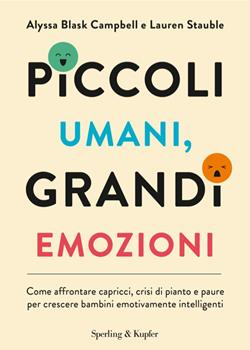 Alyssa Blask Campbell e Lauren Stauble
PiCCOLI
UMANI,
GRANDi
EMOZIONI
Come affrontare capricci, crisi di pianto e paure
per crescere bambini emotivamente intelligenti
Sperling & Kupfer